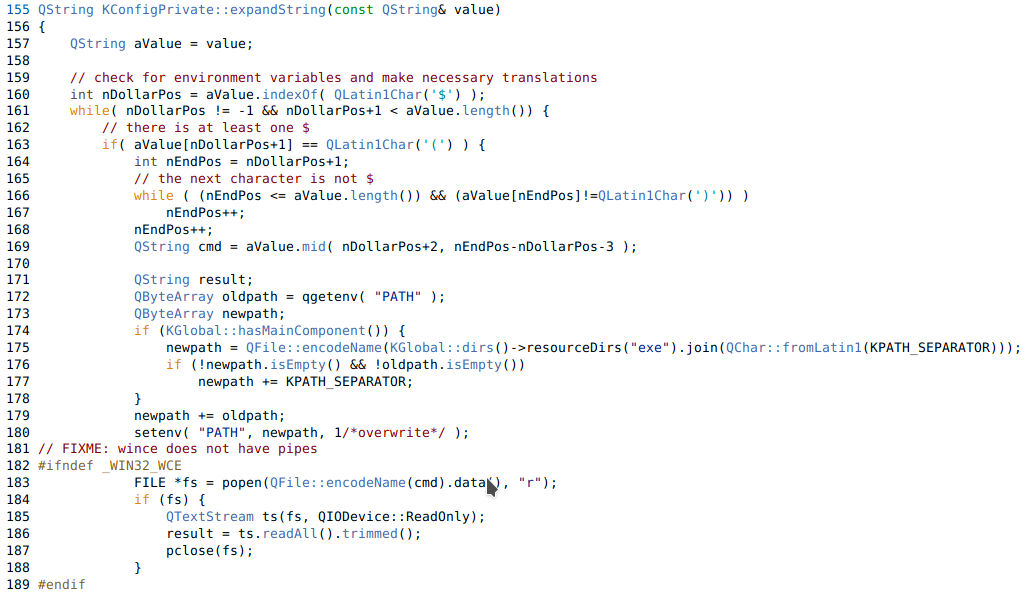 155 QString KConfigPrivate::expandString(const QString& value)
156 {
157     QString aValue = value;
158
159     // check for environment variables and make necessary translations
160     int nDollarPos = aValue.indexOf( QLatin1Char('$') );
161     while( nDollarPos != -1 && nDollarPos+1 < aValue.length()) {
162         // there is at least one $
163         if( aValue[nDollarPos+1] == QLatin1Char('(') ) {
164             int nEndPos = nDollarPos+1;
165             // the next character is not $
166             while ( (nEndPos <= aValue.length()) && (aValue[nEndPos]!=QLatin1Char(')')) )
167                 nEndPos++;
168             nEndPos++;
169             QString cmd = aValue.mid( nDollarPos+2, nEndPos-nDollarPos-3 );
170
171             QString result;
172             QByteArray oldpath = qgetenv( "PATH" );
173             QByteArray newpath;
174             if (KGlobal::hasMainComponent()) {
175                 newpath = QFile::encodeName(KGlobal::dirs()->resourceDirs("exe").join(QChar::fromLatin1(KPATH_SEPARATOR)));
176                 if (!newpath.isEmpty() && !oldpath.isEmpty())
177                     newpath += KPATH_SEPARATOR;
178             }
179             newpath += oldpath;
180             setenv( "PATH", newpath, 1/*overwrite*/ );
181 // FIXME: wince does not have pipes
182 #ifndef _WIN32_WCE
183             FILE *fs = popen(QFile::encodeName(cmd).data(), "r");
184             if (fs) {
185                 QTextStream ts(fs, QIODevice::ReadOnly);
186                 result = ts.readAll().trimmed();
187                 pclose(fs);
188             }
189 #endif